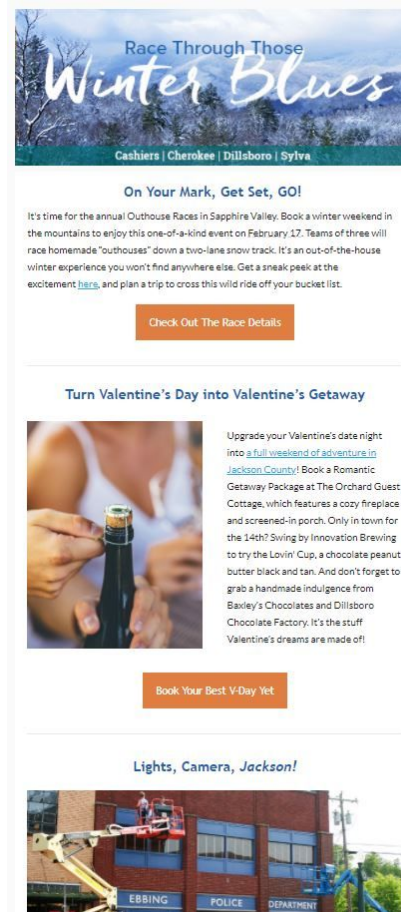 Race Through Those
Winter Blues
Cashiers | Cherokee | Dillsboro | Sylva
On Your Mark, Get Set, GO!
It's time for the annual Outhouse Races in Sapphire Valley. Book a winter weekend in
the mountains to enjoy this one-of-a-kind event on February 17. Teams of three will
race homemade "outhouses" down a two-lane snow track. It's an out-of-the-house
winter experience you won't find anywhere else. Get a sneak peek at the
excitement here, and plan a trip to cross this wild ride off your bucket list.
Check Out The Race Details
Turn Valentine's Day into Valentine's Getaway
Upgrade your Valentine's date night
into a full weekend of adventure in
Jackson County! Book a Romantic
Getaway Package at The Orchard Guest
Cottage, which features a cozy fireplace
and screened-in porch. Only in town for
the 14th? Swing by Innovation Brewing
to try the Lovin' Cup, a chocolate peanut
butter black and tan. And don't forget to
grab a handmade indulgence from
Baxley's Chocolates and Dillsboro
Chocolate Factory. It's the stuff
Valentine's dreams are made of!
Book Your Best V-Day Yet
Lights, Camera, Jackson!
EBBING POLICE DEPARTMENT